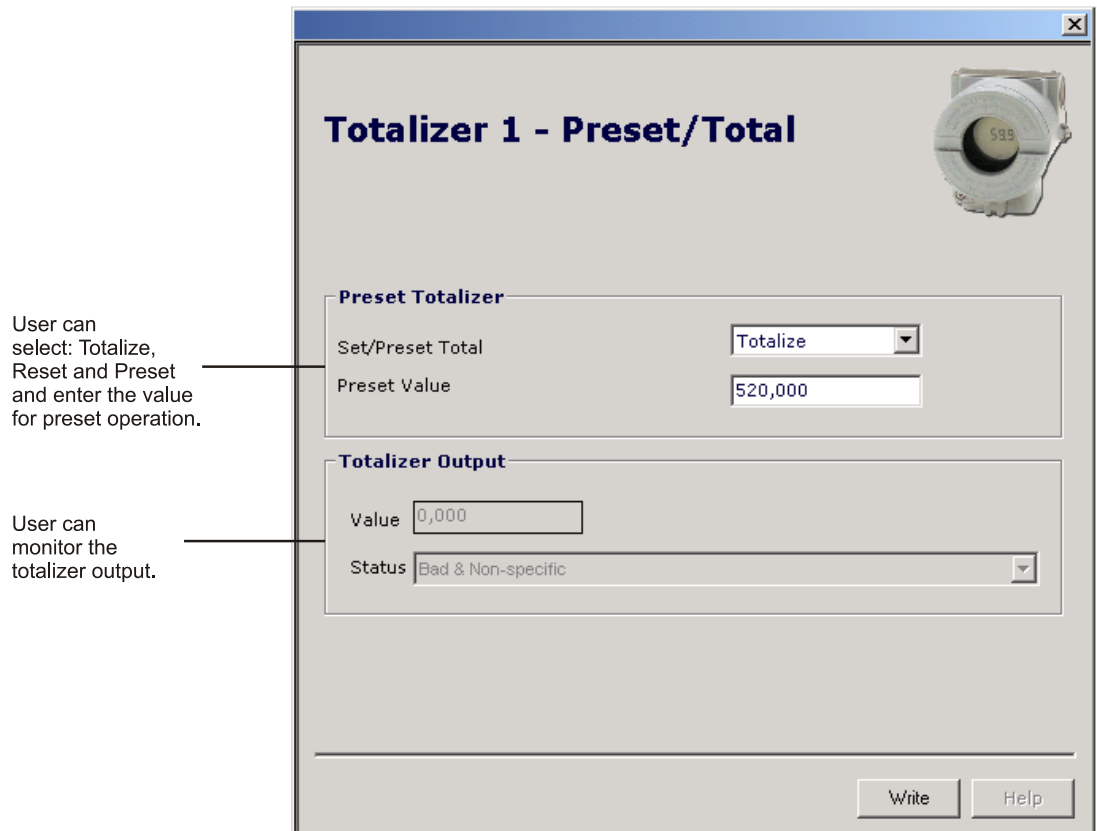 Totalizer 1 - Preset/Total
59.9
Preset Totalizer
User can
select: Totalize,
Reset and Preset
and enter the value
for preset operation.
Set/Preset Total
Totalize
Preset Value
520,000
Totalizer Output
User can
monitor the
totalizer output.
Value
0,000
Status
Bad & Non-specific
Write
Help